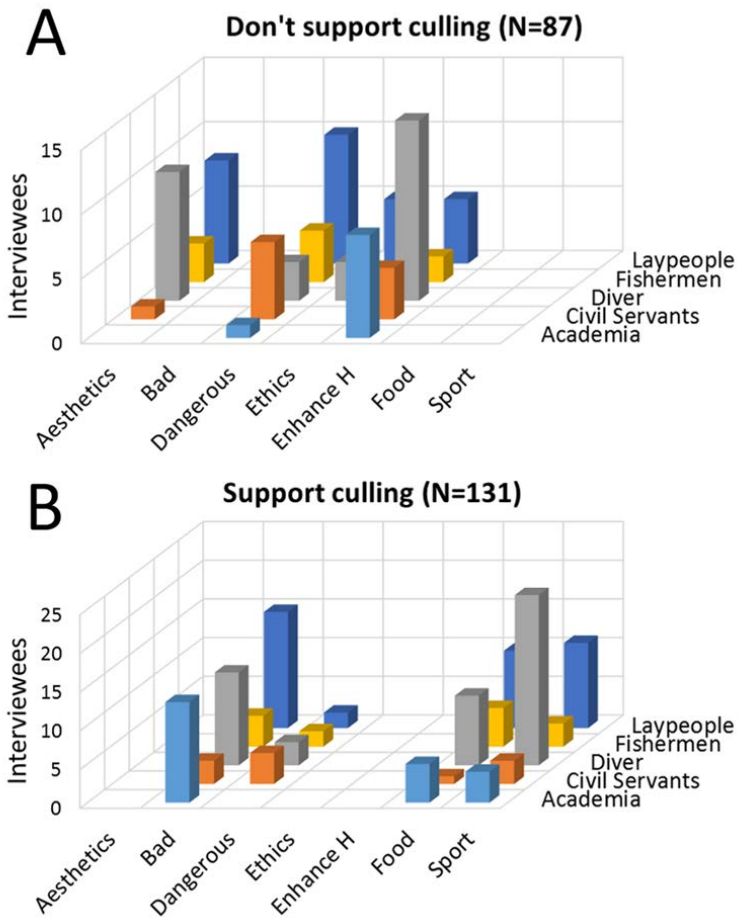 A
Don't support culling (N=87)
Interviewees
15
10
5
0
Laypeople
Fishermen
Diver
Civil Servants
Academia
Aesthetics
Bad
Dangerous
Ethics
Enhance H
Food
Sport
B
Support culling (N=131)
Interviewees
25
20
15
10
5
0
Laypeople
Fishermen
Diver
Civil Servants
Academia
Aesthetics
Bad
Dangerous
Ethics
Enhance H
Food
Sport